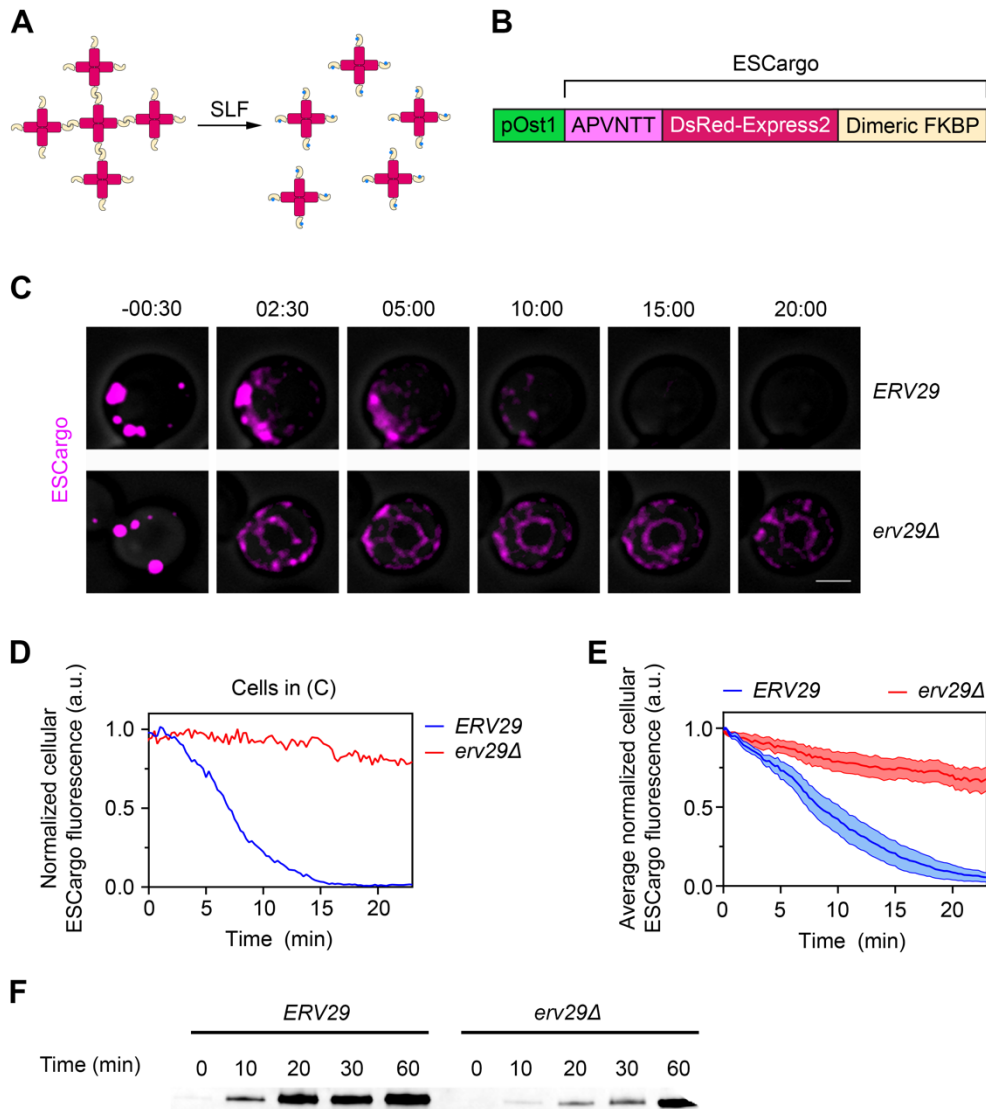 A
SLF
B
ESCargo
pOst1 APVNTT DsRed-Express2 Dimeric FKBP
C
-00:30 02:30 05:00 10:00 15:00 20:00
ESCargo
ERV29
erv29Δ
D
Cells in (C)
Normalized cellular
ESCargo fluorescence (a.u.)
1.0
0.5
0.0
0 5 10 15 20
Time (min)
ERV29
erv29Δ
E
ERV29 erv29Δ
Average normalized cellular
ESCargo fluorescence (a.u.)
1.0
0.5
0.0
0 5 10 15 20
Time (min)
F
ERV29 erv29Δ
Time (min) 0 10 20 30 60 0 10 20 30 60